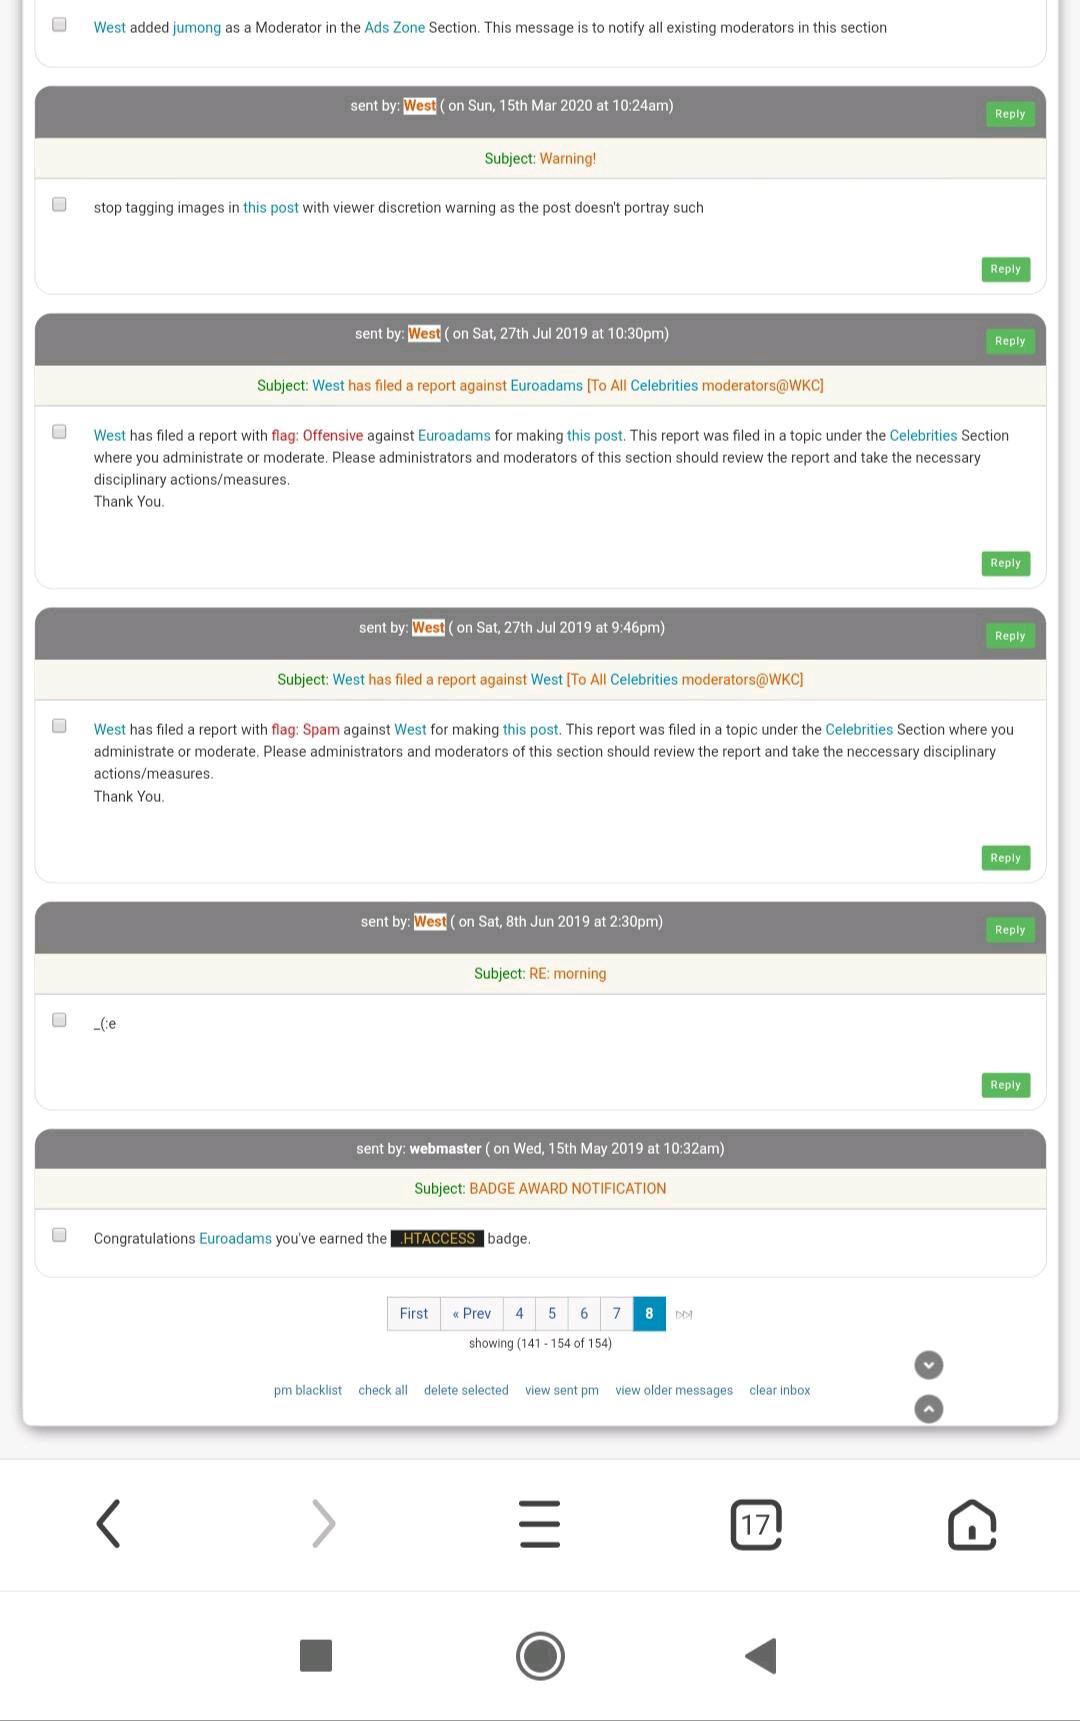 West added jumong as a Moderator in the Ads Zone Section. This message is to notify all existing moderators in this section
sent by: West ( on Sun, 15th Mar 2020 at 10:24am)
Reply
Subject: Warning!
stop tagging images in this post with viewer discretion warning as the post doesn't portray such
Reply
sent by: West ( on Sat, 27th Jul 2019 at 10:30pm)
Reply
Subject: West has filed a report against Euroadams [To All Celebrities moderators@WKC]
West has filed a report with flag: Offensive against Euroadams for making this post. This report was filed in a topic under the Celebrities Section
where you administrate or moderate. Please administrators and moderators of this section should review the report and take the necessary
disciplinary actions/measures.
Thank You.
Reply
sent by: West ( on Sat, 27th Jul 2019 at 9:46pm)
Reply
Subject: West has filed a report against West [To All Celebrities moderators@WKC]
West has filed a report with flag: Spam against West for making this post. This report was filed in a topic under the Celebrities Section where you
administrate or moderate. Please administrators and moderators of this section should review the report and take the neccessary disciplinary
actions/measures.
Thank You.
Reply
sent by: West ( on Sat, 8th Jun 2019 at 2:30pm)
Reply
Subject: RE: morning
_(:e
Reply
sent by: webmaster ( on Wed, 15th May 2019 at 10:32am)
Subject: BADGE AWARD NOTIFICATION
Congratulations Euroadams you've earned the .HTACCESS badge.
First « Prev 4 5 6 7 8
showing (141 - 154 of 154)
pm blacklist check all delete selected view sent pm view older messages clear inbox
17